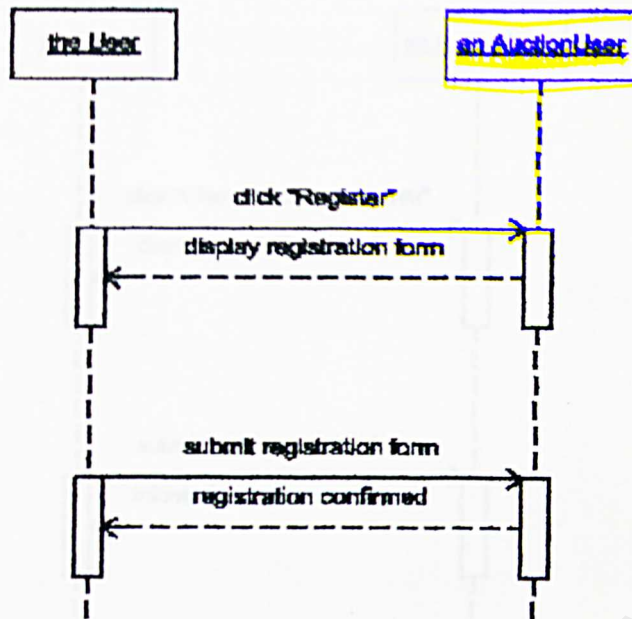 the User
an AuctionUser
click "Register"
display registration form
submit registration form
registration confirmed